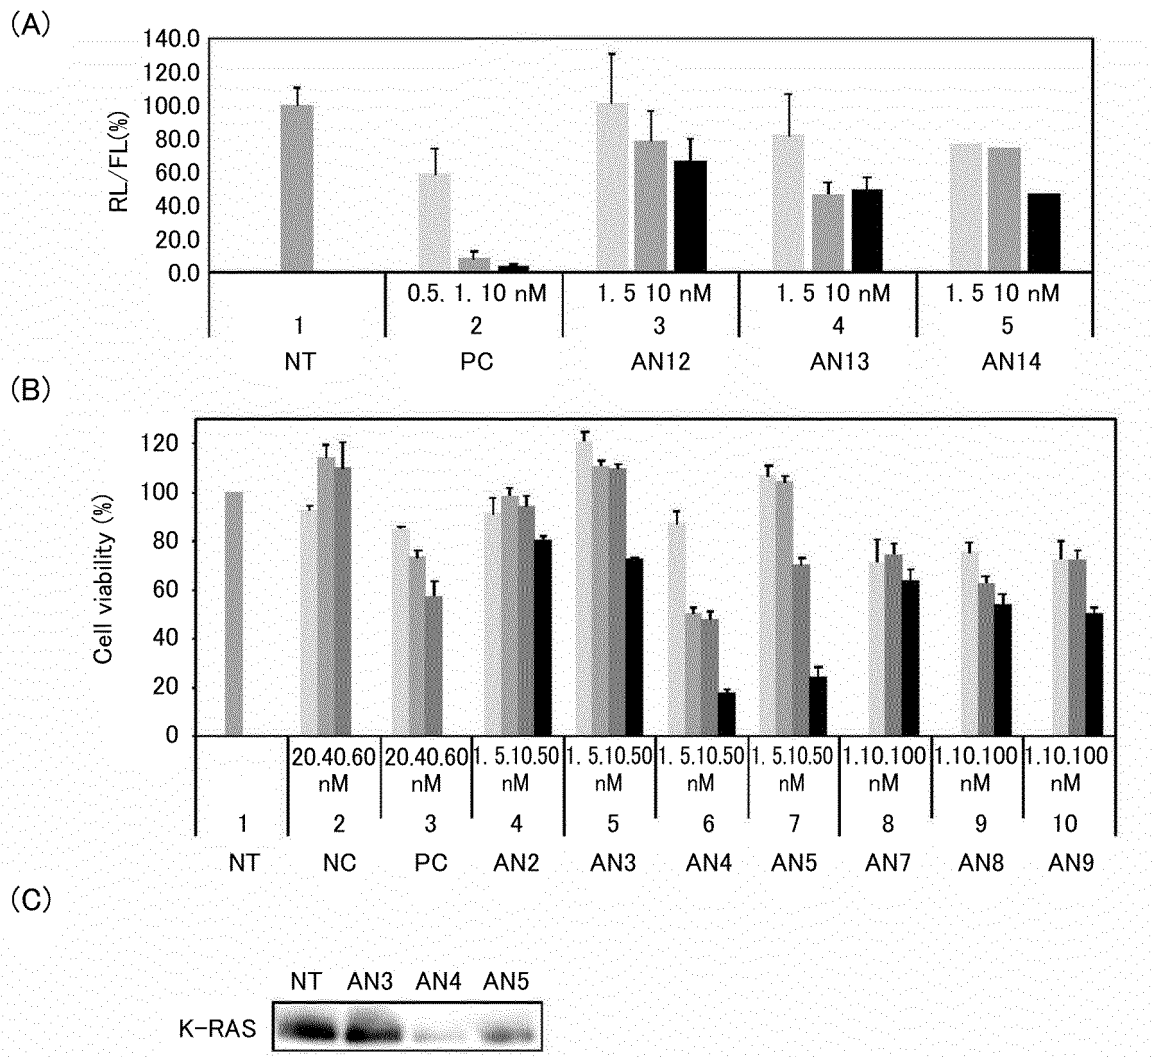 (A)
140.0
120.0
100.0
80.0
60.0
40.0
20.0
0.0
RL/FL(%)
0.5. 1. 10 nM
1. 5 10 nM
1. 5 10 nM
1. 5 10 nM
1
2
3
4
5
NT
PC
AN12
AN13
AN14
(B)
120
100
80
60
40
20
0
Cell viability (%)
20.40.60 nM
20.40.60 nM
1. 5.10.50 nM
1. 5.10.50 nM
1. 5.10.50 nM
1. 5.10.50 nM
1.10.100 nM
1.10.100 nM
1.10.100 nM
1
2
3
4
5
6
7
8
9
10
NT
NC
PC
AN2
AN3
AN4
AN5
AN7
AN8
AN9
(C)
NT AN3 AN4 AN5
K-RAS